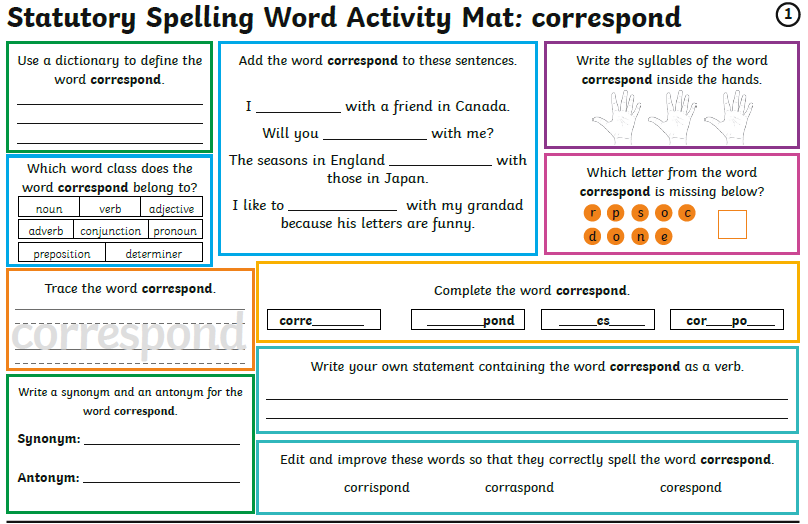 Statutory Spelling Word Activity Mat: correspond
1
Use a dictionary to define the
word correspond.
Add the word correspond to these sentences.
I __________ with a friend in Canada.
Will you __________ with me?
The seasons in England __________ with
those in Japan.
I like to __________ with my grandad
because his letters are funny.
Write the syllables of the word
correspond inside the hands.
Which word class does the
word correspond belong to?
noun verb adjective
adverb conjunction pronoun
preposition determiner
Which letter from the word
correspond is missing below?
r p s o c
d o n e
Trace the word correspond.
correspond
Complete the word correspond.
corre________ ________pond ______es______ cor____po____
Write your own statement containing the word correspond as a verb.
Write a synonym and an antonym for the
word correspond.
Synonym: ____________________
Antonym: ____________________
Edit and improve these words so that they correctly spell the word correspond.
corrispond corraspond corespond